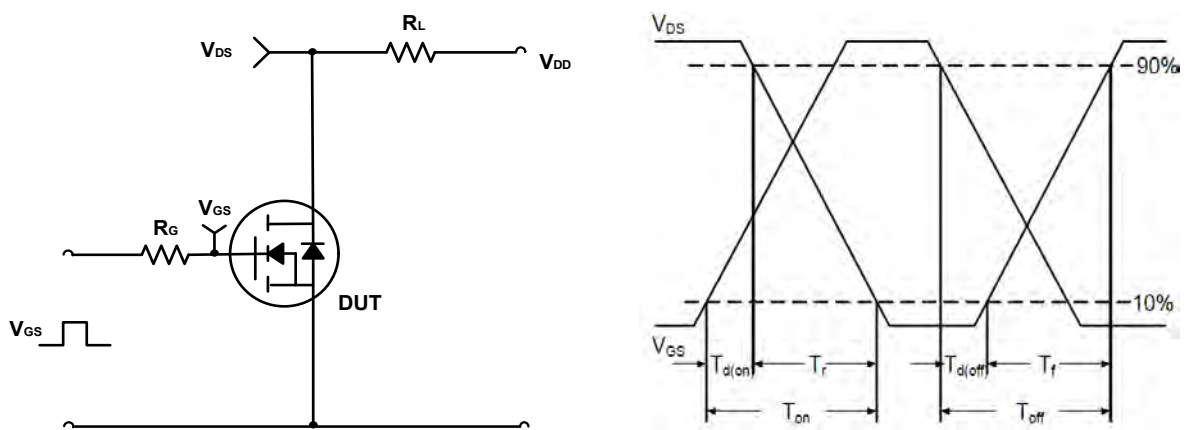 RL
VDS
VDD
VGS
RG
DUT
VGS
VDS
90%
10%
VGS
Td(on)
Tr
Td(off)
Tf
Ton
Toff